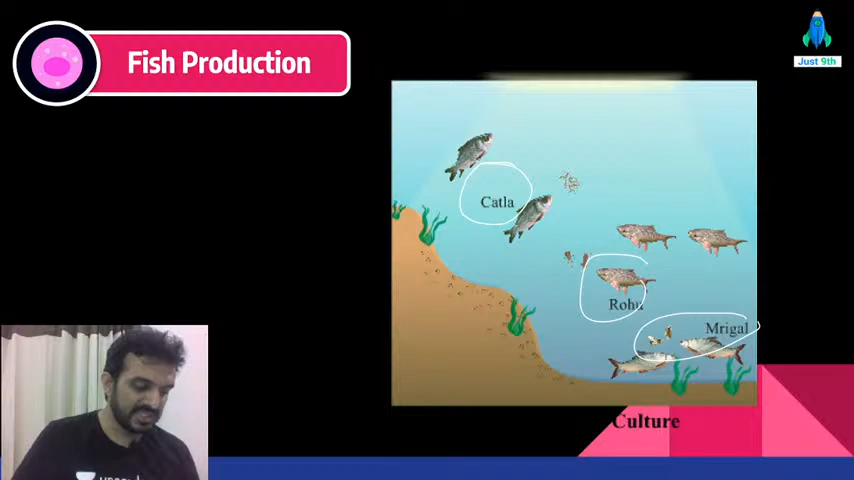 Fish Production
Just 9th
Catla
Rohu
Mrigal
Culture